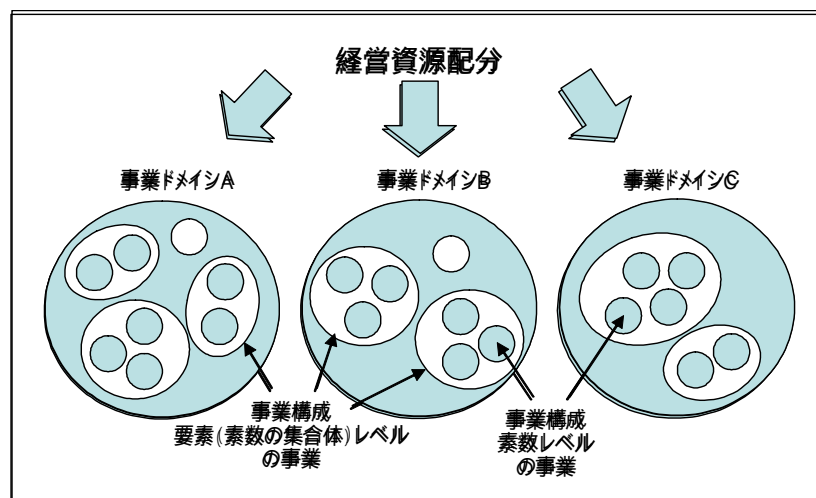 経営資源配分
事業ドメインA
事業ドメインB
事業ドメインC
事業構成
要素(素数の集合体)レベル
の事業
事業構成
素数レベル
の事業